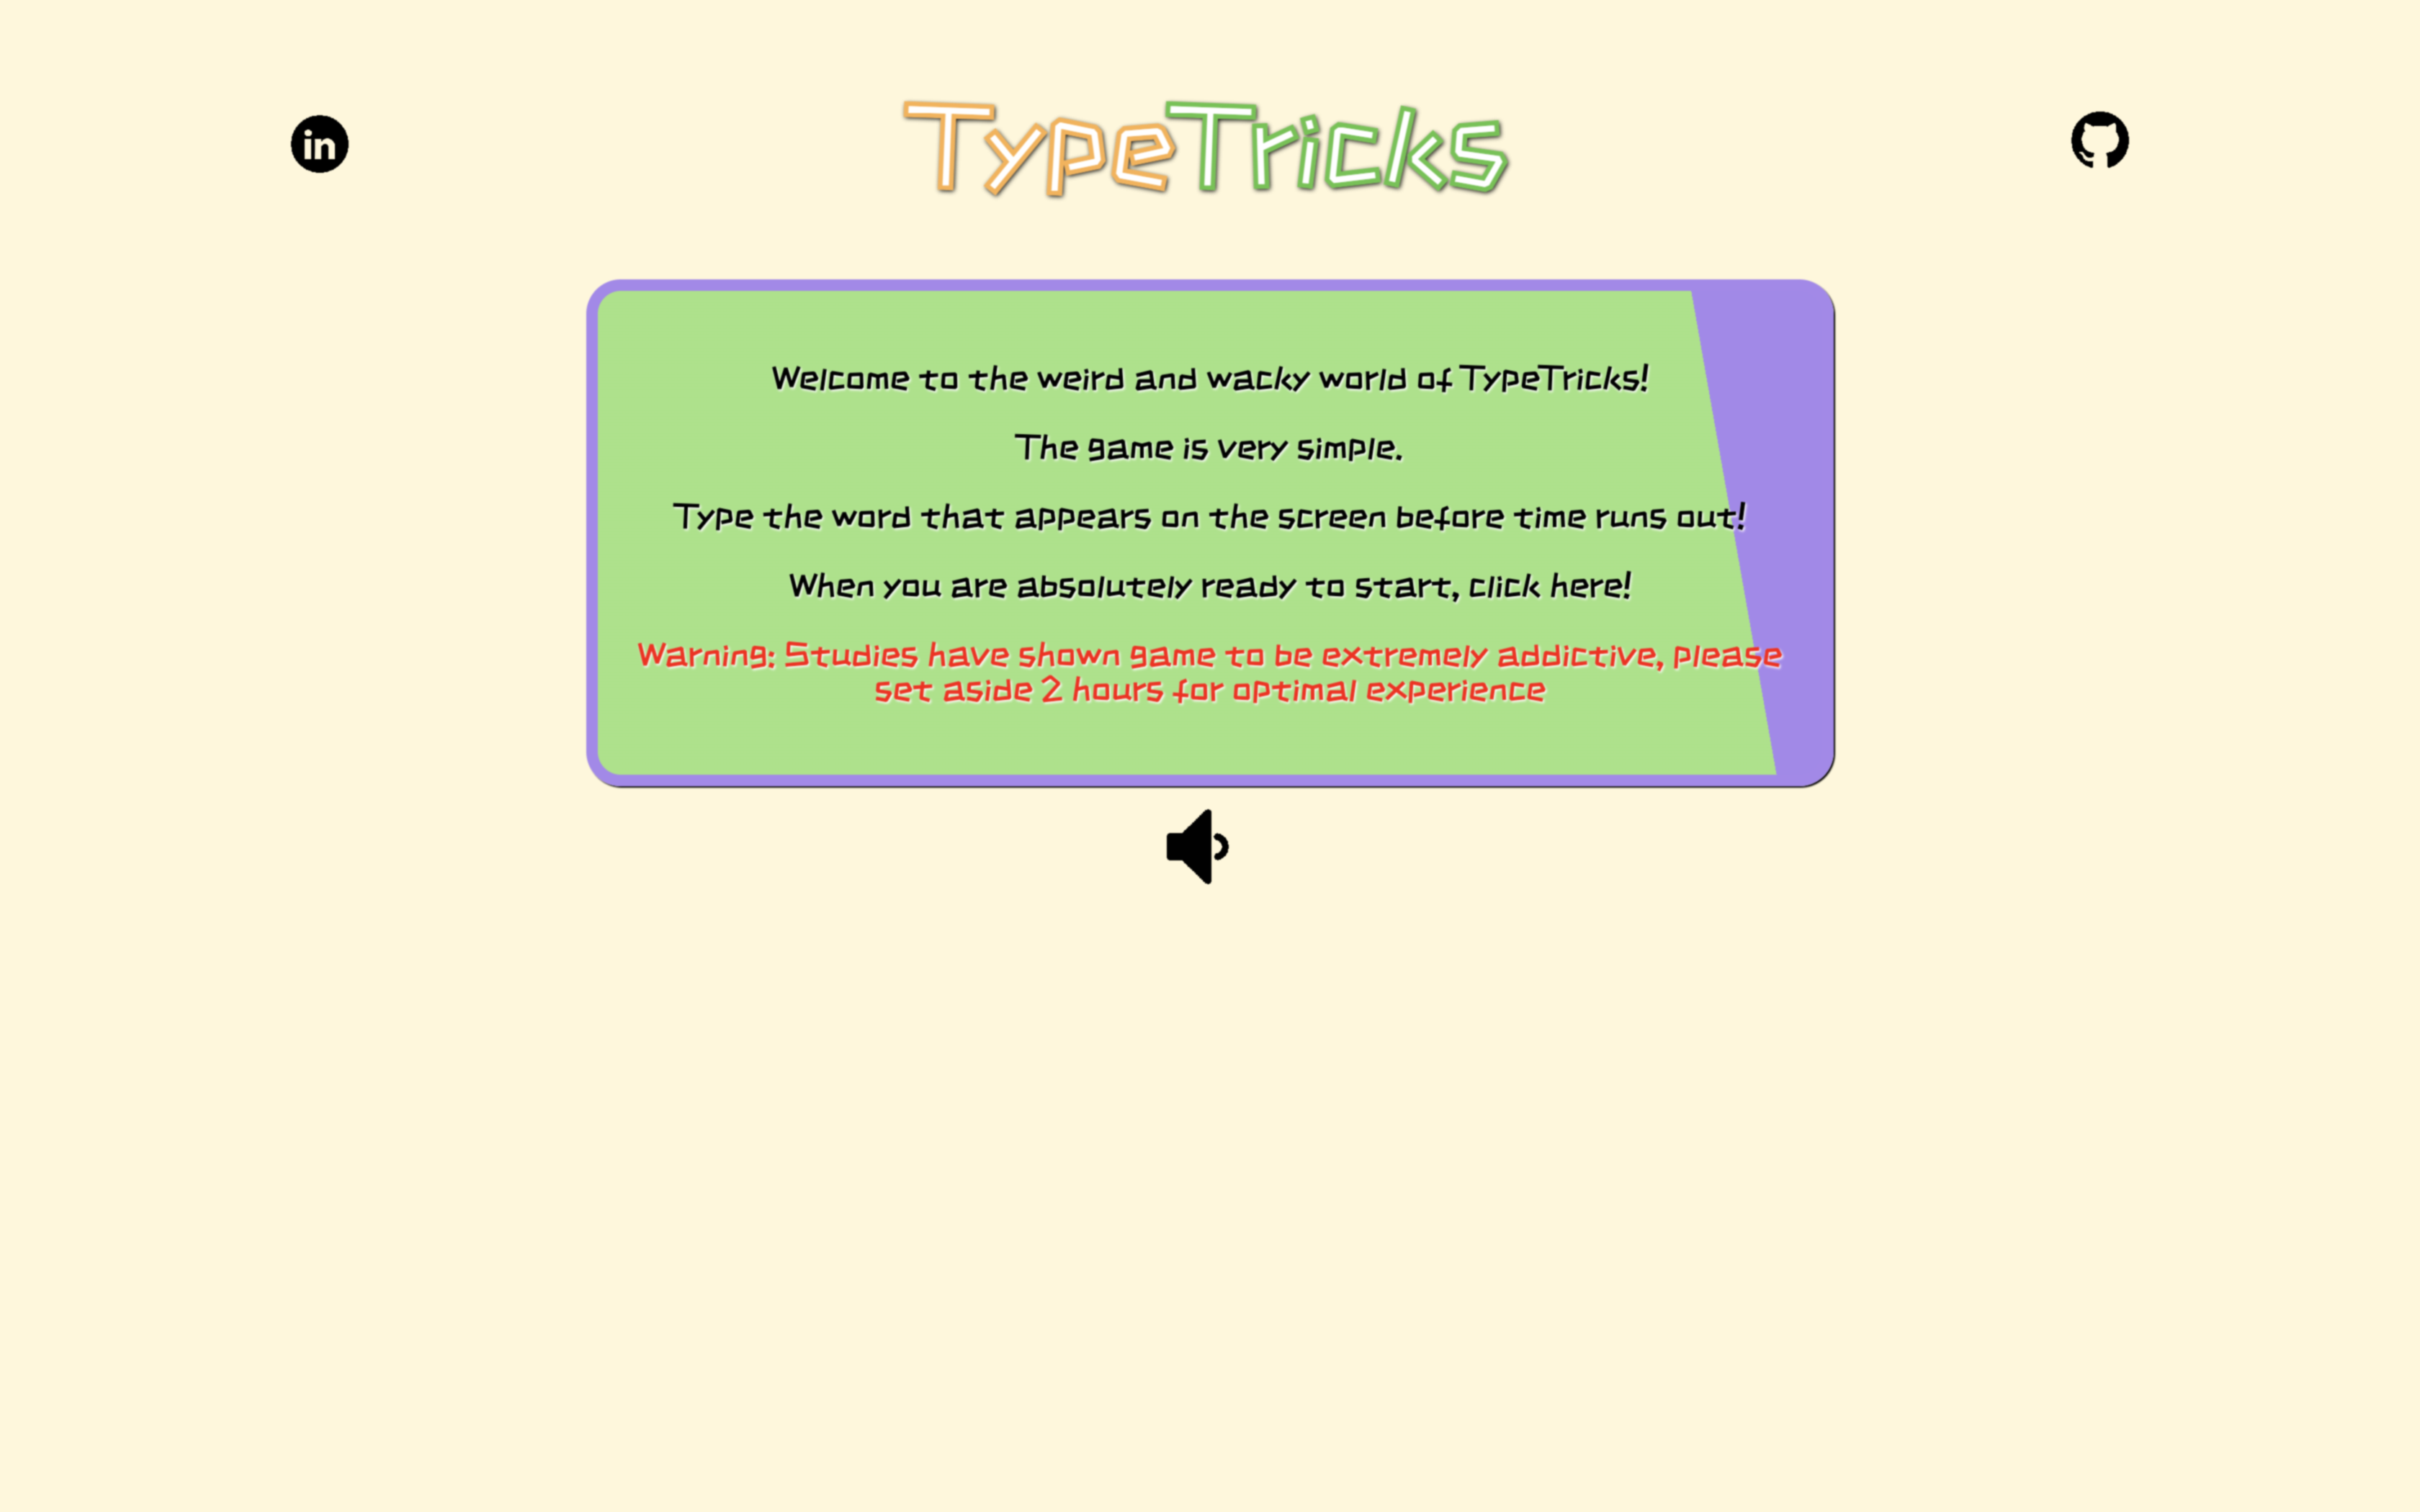 in
TypeTricks
Welcome to the weird and wacky world of TypeTricks!
The game is very simple.
Type the word that appears on the screen before time runs out!
When you are absolutely ready to start, click here!
Warning: Studies have shown game to be extremely addictive, please
set aside 2 hours for optimal experience